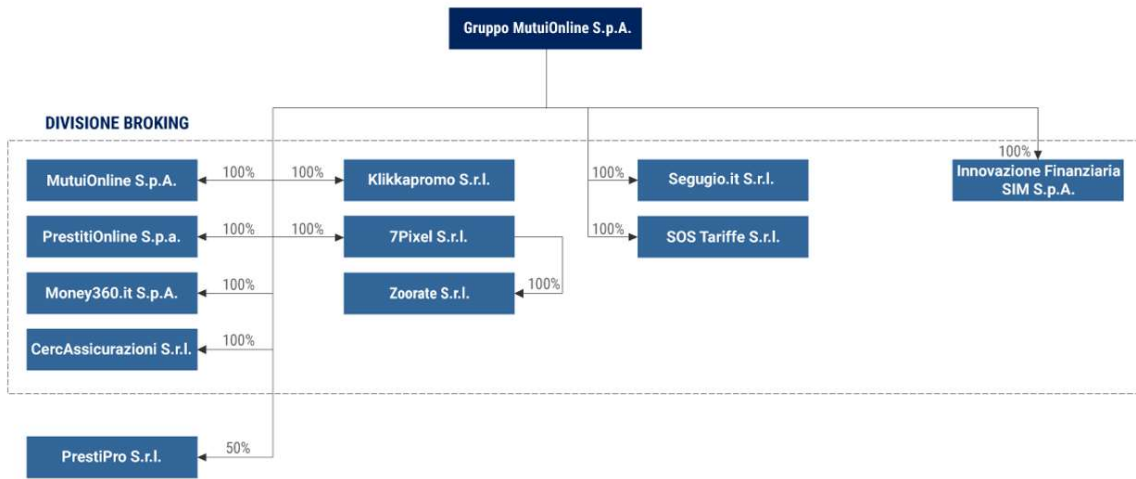 Gruppo MutuiOnline S.p.A.
DIVISIONE BROKING
100%
MutuiOnline S.p.A.
100%
100%
Klikkapromo S.r.l.
100%
Segugio.it S.r.l.
Innovazione Finanziaria
SIM S.p.A.
PrestitiOnline S.p.a.
100%
100%
7Pixel S.r.l.
100%
SOS Tariffe S.r.l.
Money360.it S.p.A.
100%
Zoorate S.r.l.
100%
CercAssicurazioni S.r.l.
100%
PrestiPro S.r.l.
50%